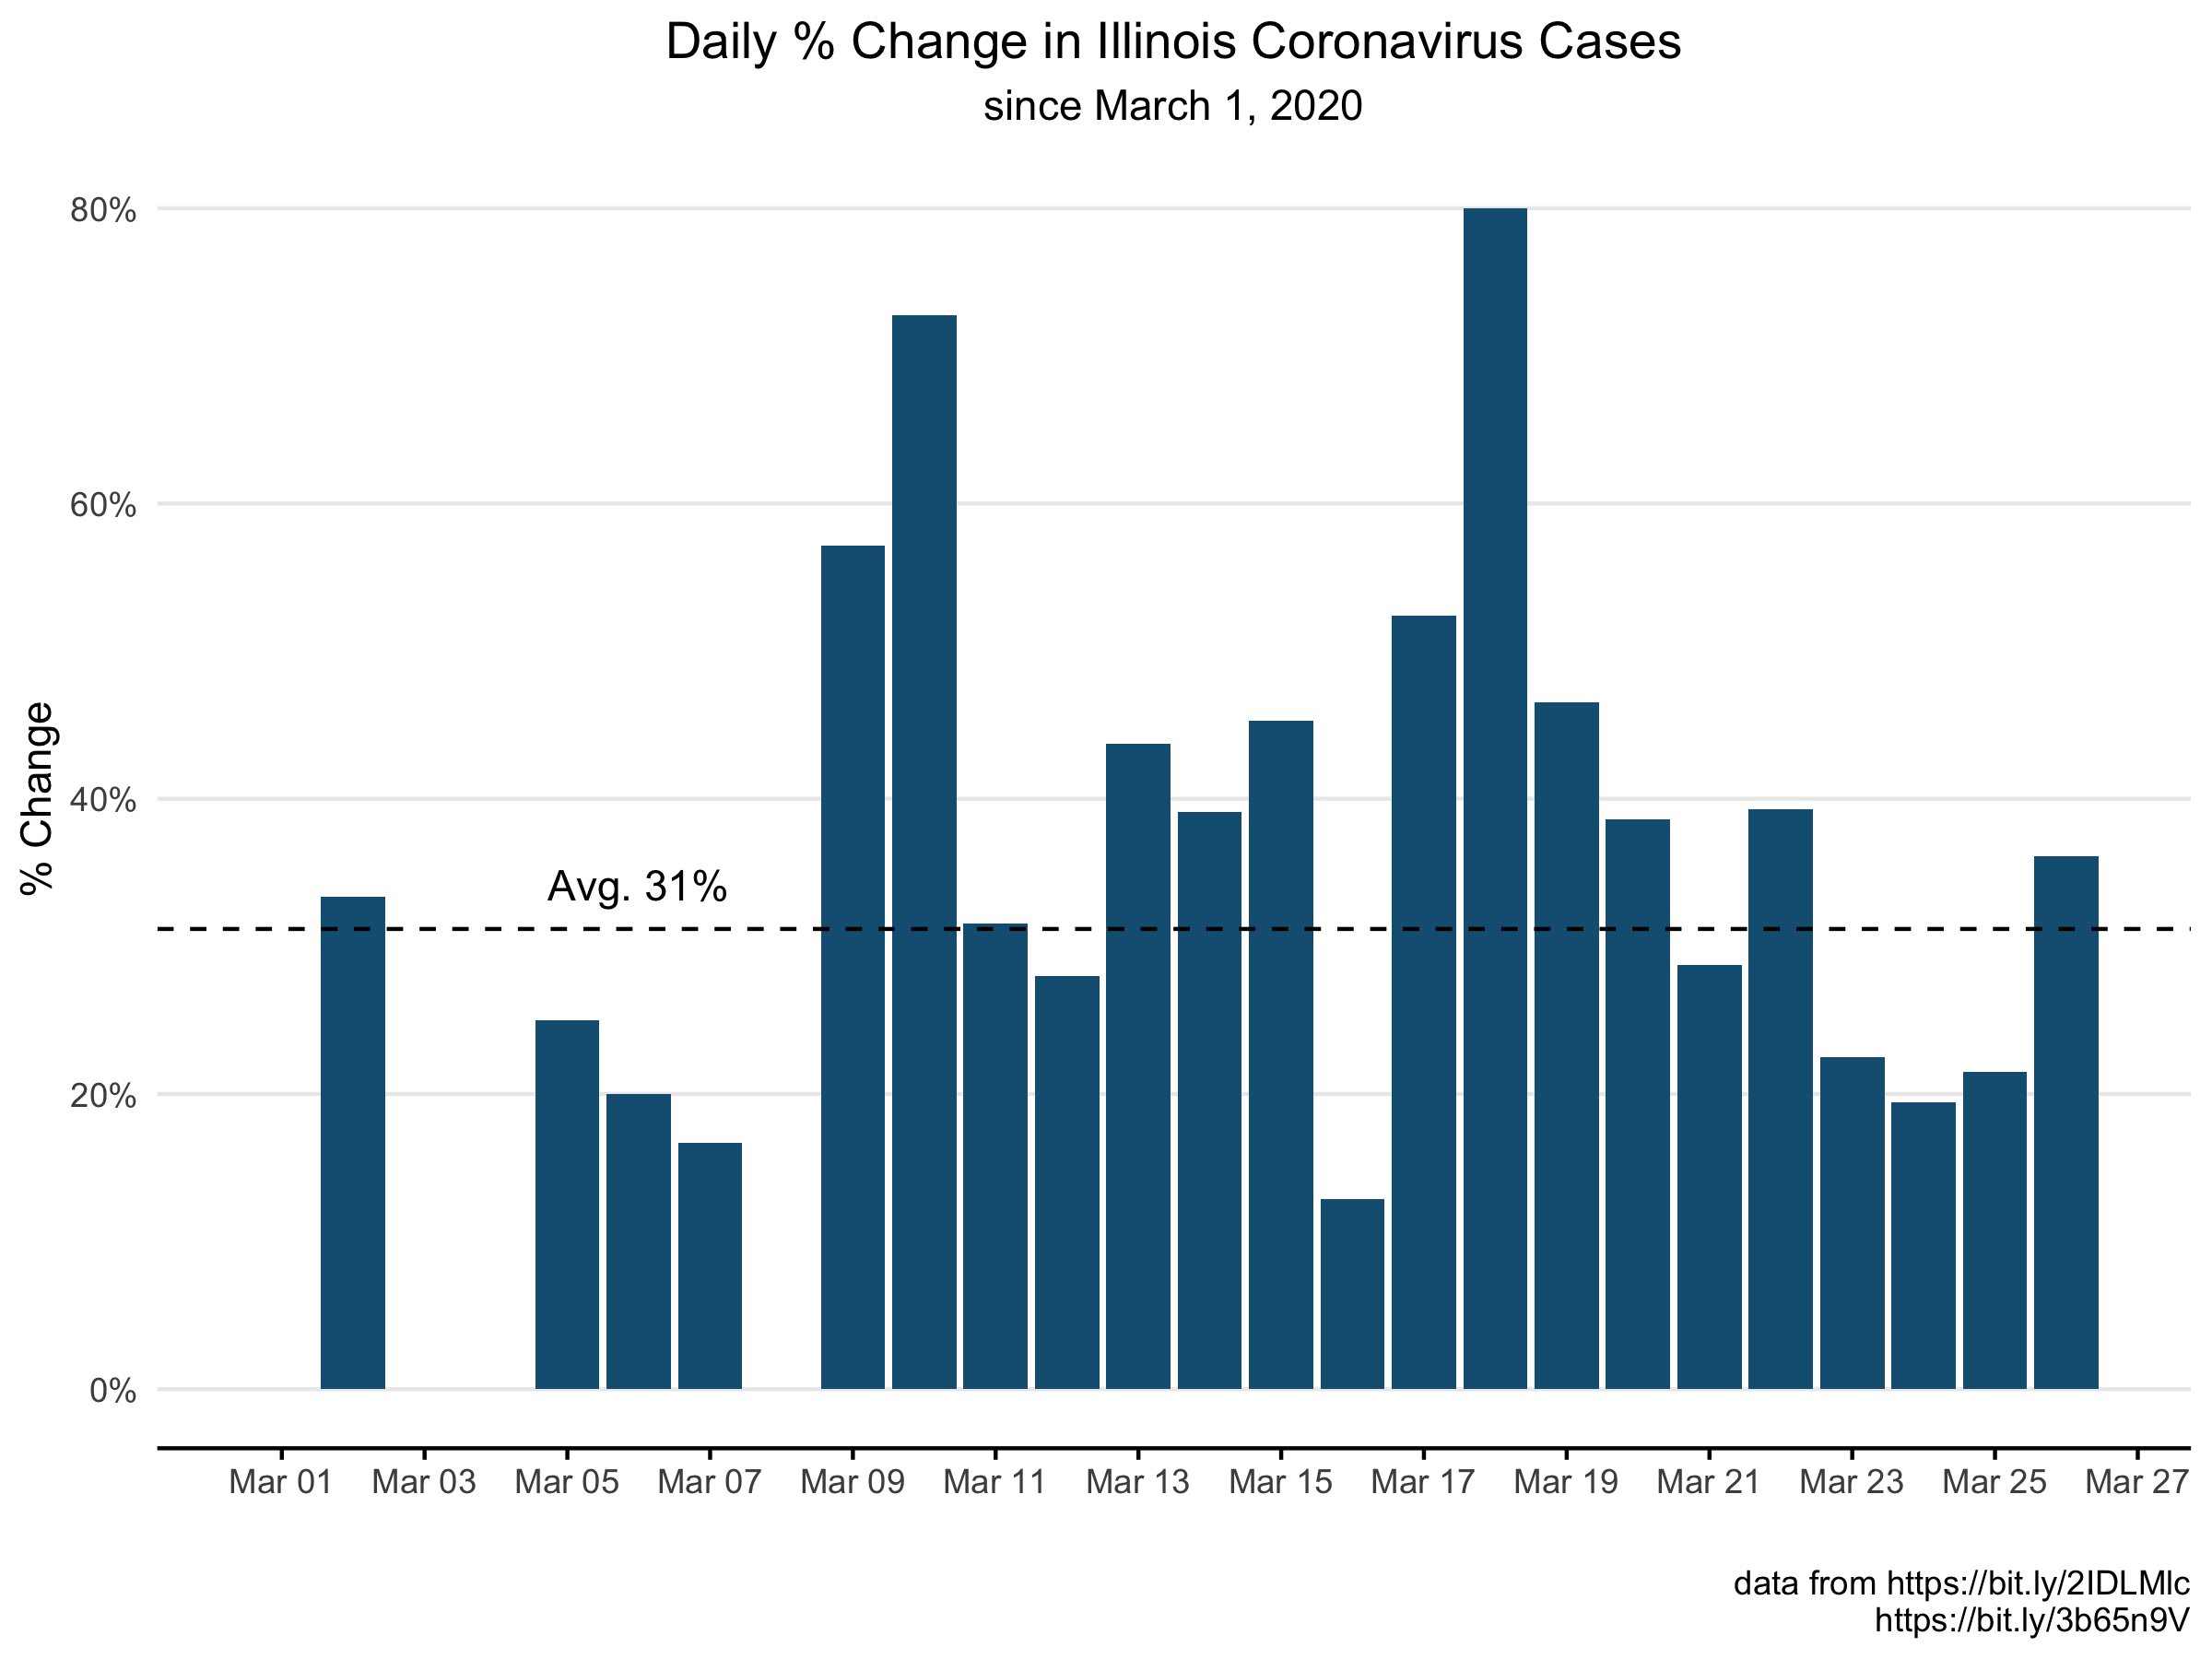 Daily % Change in Illinois Coronavirus Cases
since March 1, 2020
80%
60%
40%
20%
0%
% Change
Avg. 31%
Mar 01 Mar 03 Mar 05 Mar 07 Mar 09 Mar 11 Mar 13 Mar 15 Mar 17 Mar 19 Mar 21 Mar 23 Mar 25 Mar 27
data from https://bit.ly/2IDLMlc
https://bit.ly/3b65n9V